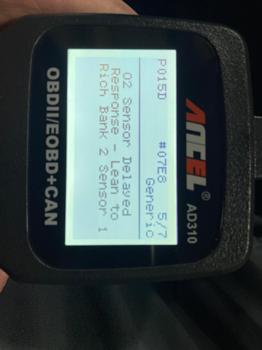 ANCEL® AD310
P015D #07E8 5/7
Generic
O2 Sensor Delayed
Response - Lean to
Rich Bank 2 Sensor 1
OBDII/EOBD+CAN